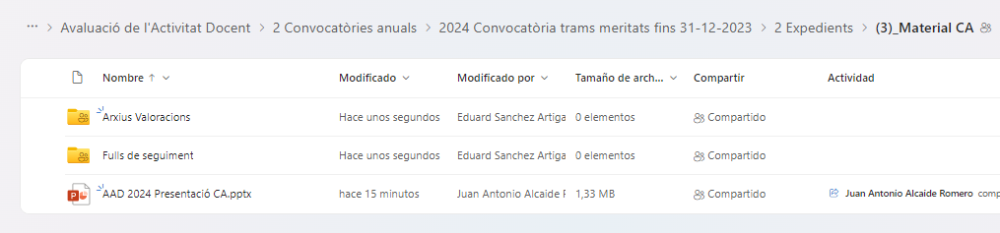 ··· > Avaluació de l'Activitat Docent > 2 Convocatòries anuals > 2024 Convocatòria trams meritats fins 31-12-2023 > 2 Expedients > (3)_Material CA
Nombre Modificado Modificado por Tamaño de arch... Compartir Actividad
Arxius Valoracions Hace unos segundos Eduard Sanchez Artiga 0 elementos Compartido
Fulls de seguiment Hace unos segundos Eduard Sanchez Artiga 0 elementos Compartido
AAD 2024 Presentació CA.pptx hace 15 minutos Juan Antonio Alcaide 1,33 MB Compartido Juan Antonio Alcaide Romero comp